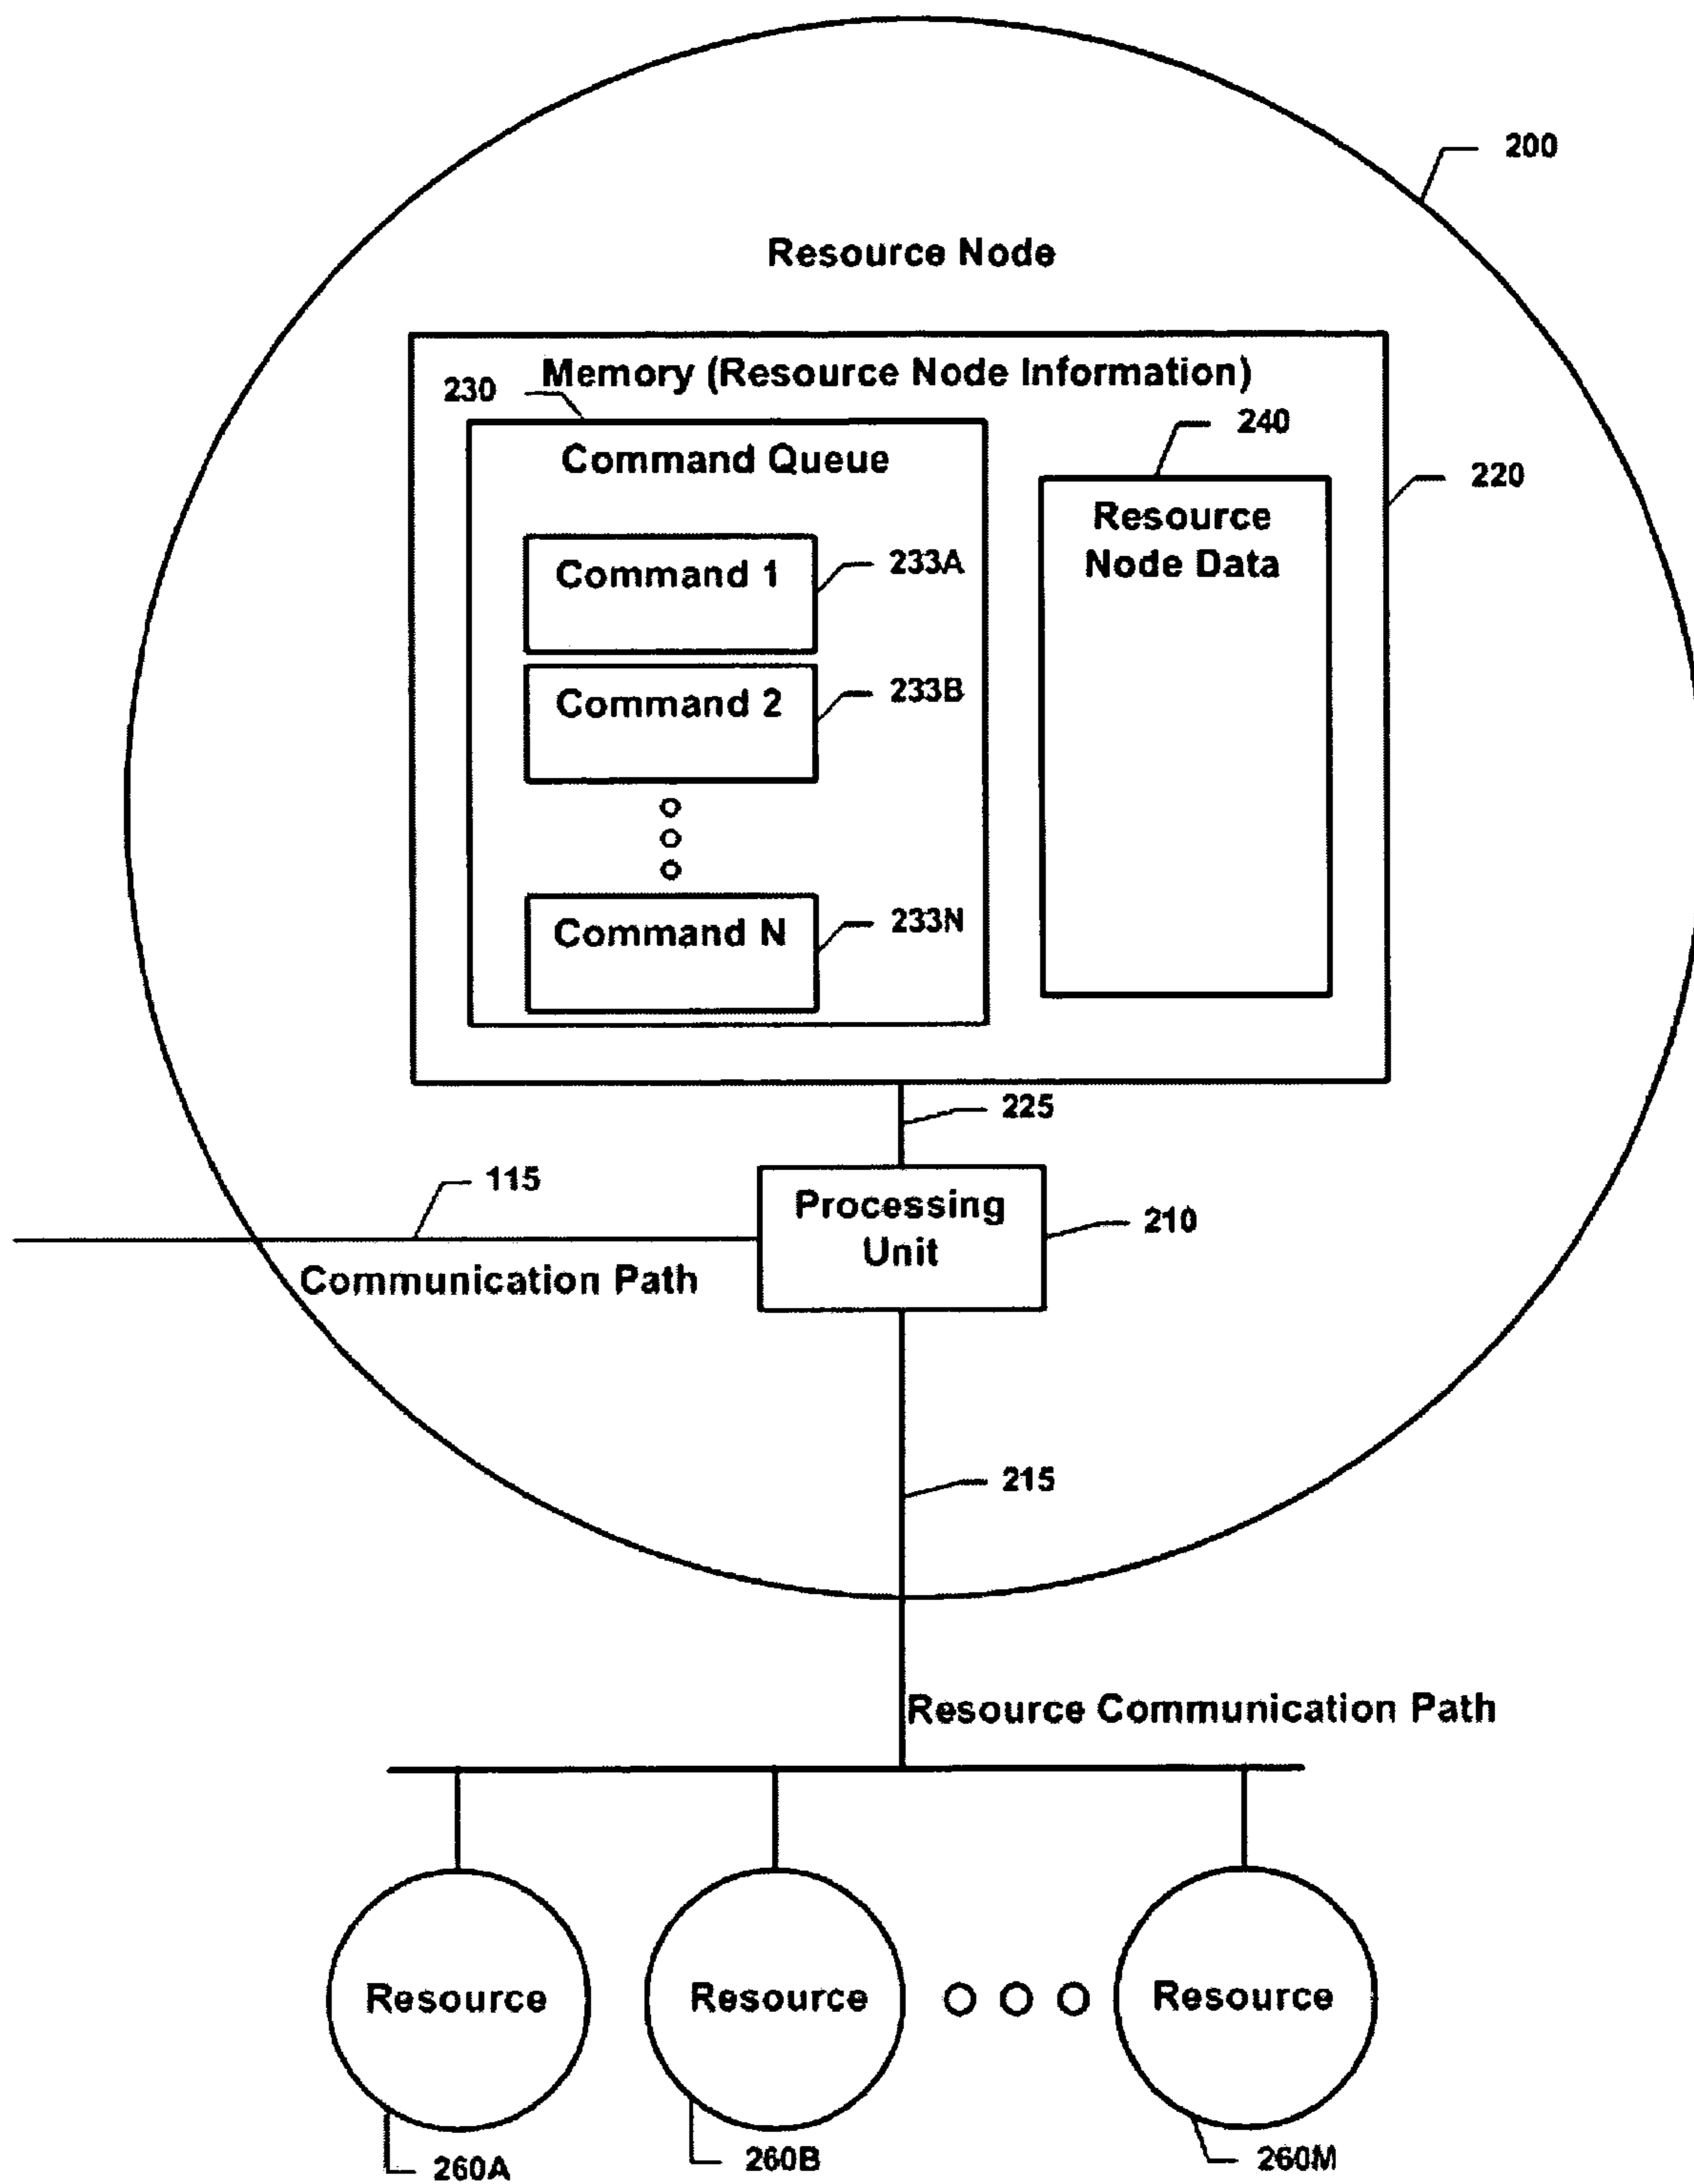 200
Resource Node
Memory (Resource Node Information)
230
240
Command Queue
220
Resource
Node Data
Command 1
233A
Command 2
233B
Command N
233N
225
115
Processing
Unit
210
Communication Path
215
Resource Communication Path
Resource
Resource
Resource
260A
260B
260M